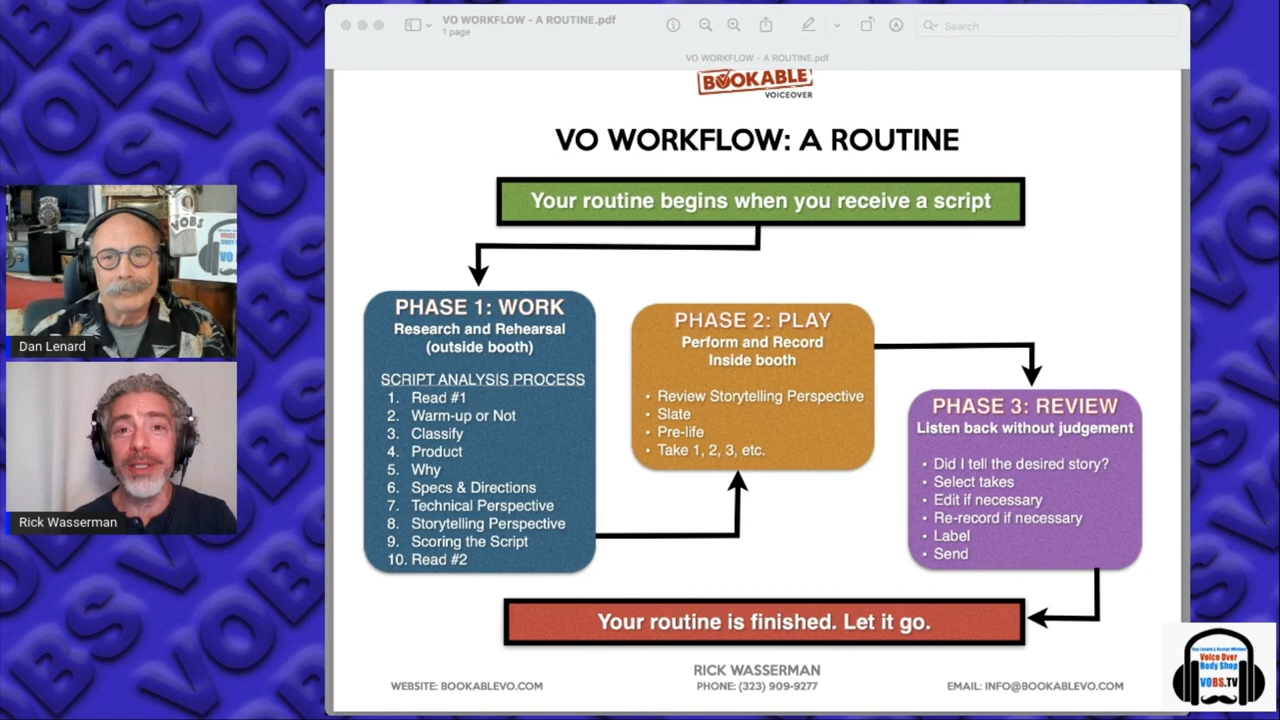 VO WORKFLOW - A ROUTINE.pdf
1 page
Search
VO WORKFLOW - A ROUTINE.pdf
BOOKABLE
VOICEOVER
VO WORKFLOW: A ROUTINE
Your routine begins when you receive a script
PHASE 1: WORK
Research and Rehearsal
(outside booth)
SCRIPT ANALYSIS PROCESS
1. Read #1
2. Warm-up or Not
3. Classify
4. Product
5. Why
6. Specs & Directions
7. Technical Perspective
8. Storytelling Perspective
9. Scoring the Script
10. Read #2
PHASE 2: PLAY
Perform and Record
Inside booth
• Review Storytelling Perspective
• Slate
• Pre-life
• Take 1, 2, 3, etc.
PHASE 3: REVIEW
Listen back without judgement
• Did I tell the desired story?
• Select takes
• Edit if necessary
• Re-record if necessary
• Label
• Send
Your routine is finished. Let it go.
RICK WASSERMAN
WEBSITE: BOOKABLEVO.COM
PHONE: (323) 909-9277
EMAIL: INFO@BOOKABLEVO.COM
VOBS
Dan Lenard
Rick Wasserman
Voice Over
Body Shop
VOBS.TV